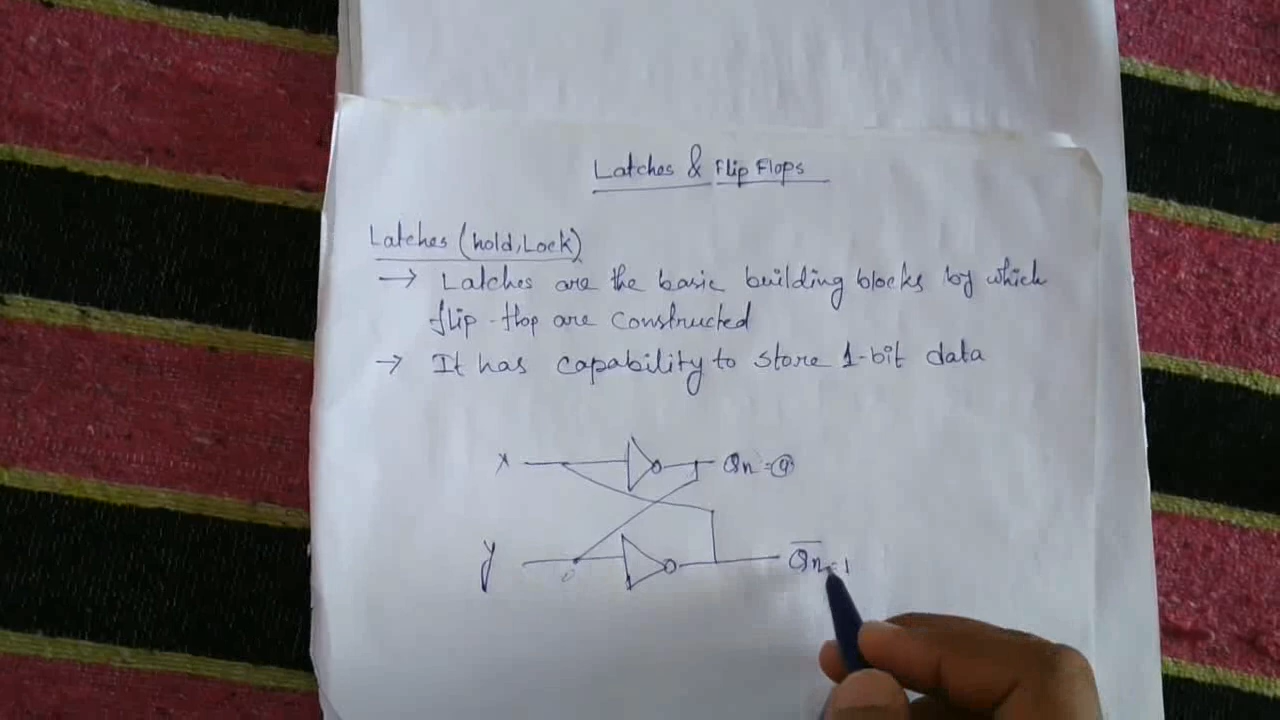 Latches & Flip Flops
Latches (hold, Lock)
→ Latches are the basic building blocks by which
flip-flop are constructed
→ It has capability to store 1-bit data
x Qn = 0
y Q̅n̅ = 1
0